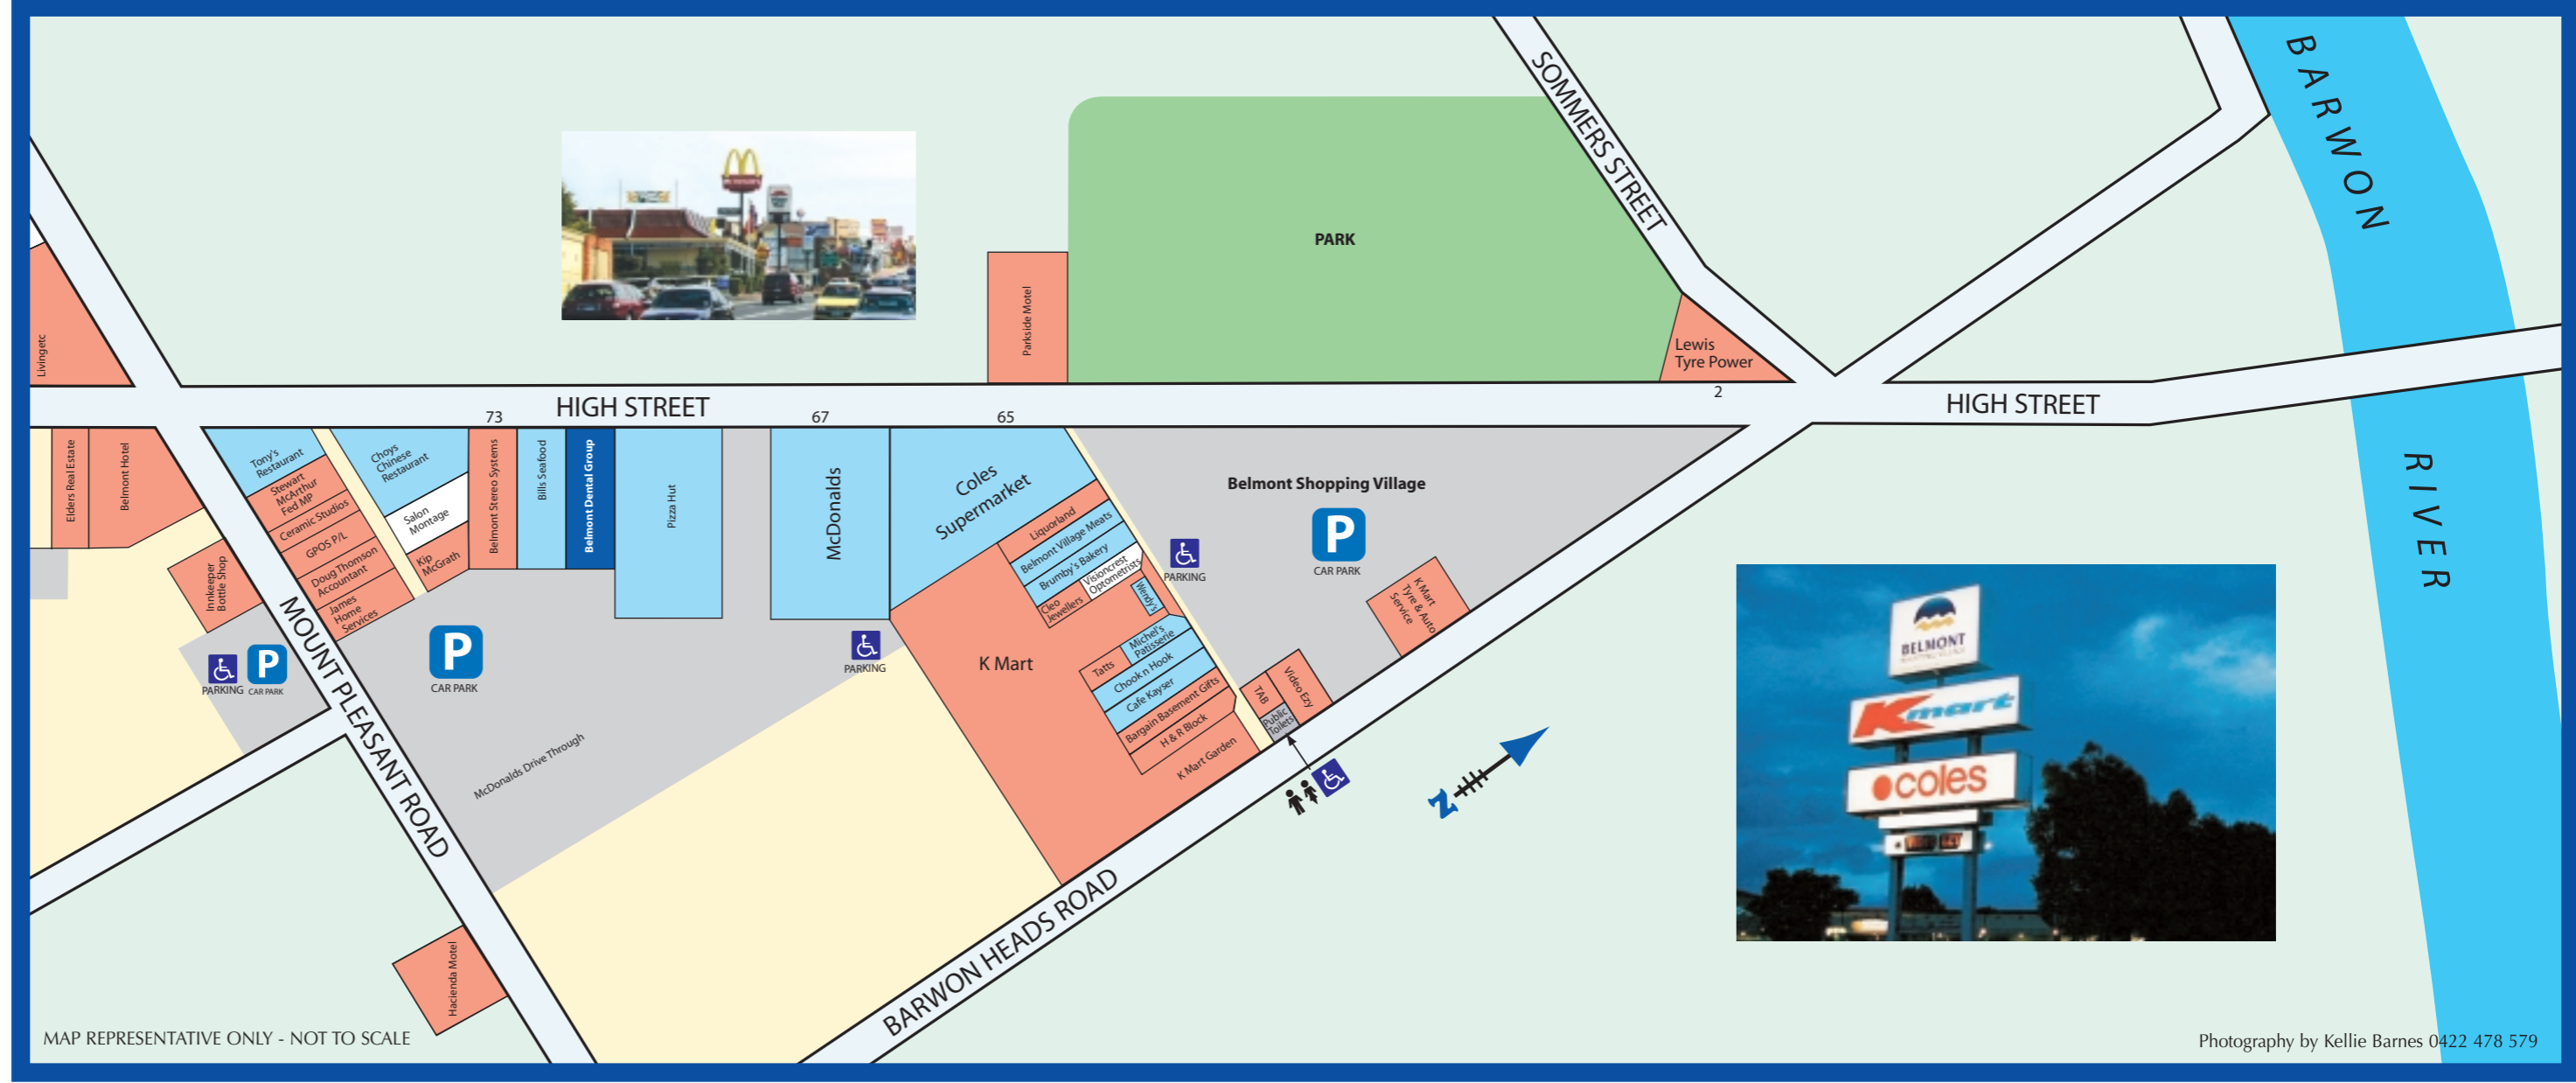 BARWON
RIVER
SOMMERS STREET
PARK
Parkside Motel
Lewis
Tyre Power
2
Livingetc
HIGH STREET
HIGH STREET
73
67
65
Elders Real Estate
Belmont Hotel
Innkeeper
Bottle Shop
Tony's
Restaurant
Stewart
McArthur
Fed MP
Ceramic Studios
GPOS P/L
Doug Thomson
Accountant
James
Home
Services
Choys
Chinese
Restaurant
Salon
Montage
Kip
McGrath
Belmont Stereo Systems
Bills Seafood
Belmont Dental Group
Pizza Hut
McDonalds
Coles
Supermarket
Liquorland
Belmont Village Meats
Brumby's Bakery
Visioncrest
Optometrists
Cleo
Jewellers
Wendy's
K Mart
Michel's
Patisserie
Tatts
Chook n Hook
Cafe Kayser
Bargain Basement Gifts
H & R Block
K Mart Garden
Belmont Shopping Village
P
CAR PARK
PARKING
K Mart
Tyre & Auto
Service
TAB
Video Ezy
Public
Toilets
PARKING
P
CAR PARK
PARKING
P
CAR PARK
McDonalds Drive Through
MOUNT PLEASANT ROAD
BARWON HEADS ROAD
Hacienda Motel
N
BELMONT
Kmart
coles
MAP REPRESENTATIVE ONLY - NOT TO SCALE
Photography by Kellie Barnes 0422 478 579